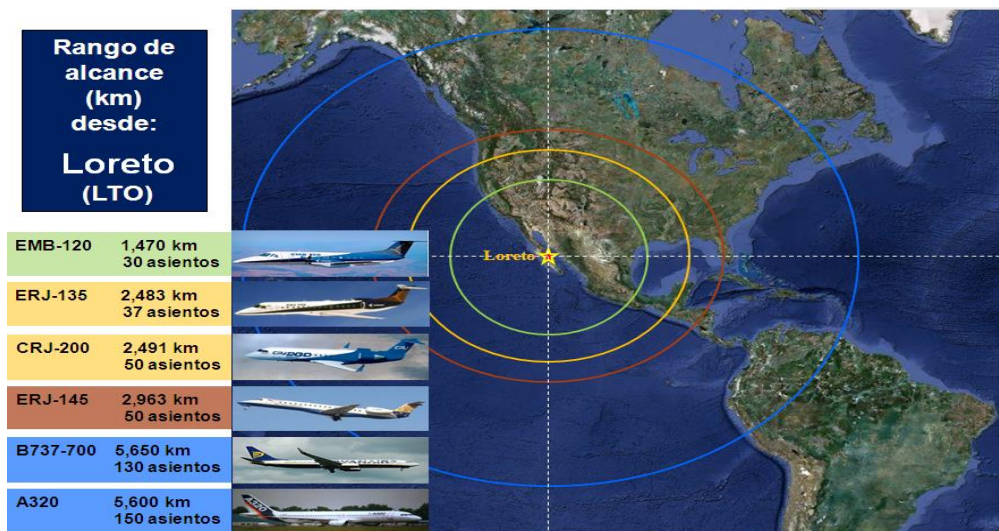 Rango de
alcance
(km)
desde:
Loreto
(LTO)
EMB-120 1,470 km
30 asientos
ERJ-135 2,483 km
37 asientos
CRJ-200 2,491 km
50 asientos
ERJ-145 2,963 km
50 asientos
B737-700 5,650 km
130 asientos
A320 5,600 km
150 asientos
Loreto